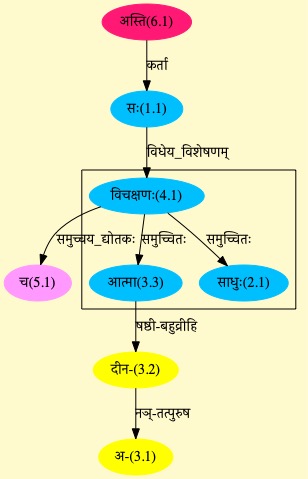 अस्ति(6.1)
कर्ता
सः(1.1)
विधेय_विशेषणम्
विचक्षणः(4.1)
समुच्चय_द्योतकः समुच्चितः समुच्चितः
च(5.1) आत्मा(3.3) साधुः(2.1)
षष्ठी-बहुव्रीहि
दीन-(3.2)
नञ्-तत्पुरुष
अ-(3.1)